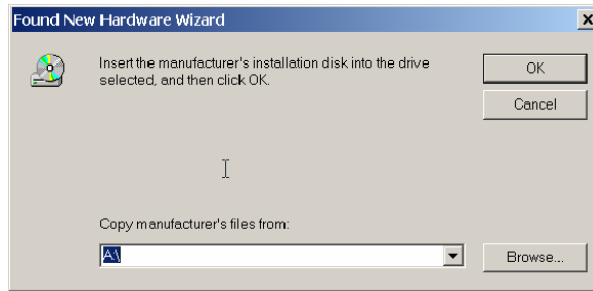 Found New Hardware Wizard
Insert the manufacturer's installation disk into the drive
selected, and then click OK.
OK
Cancel
Copy manufacturer's files from:
A:\
Browse...